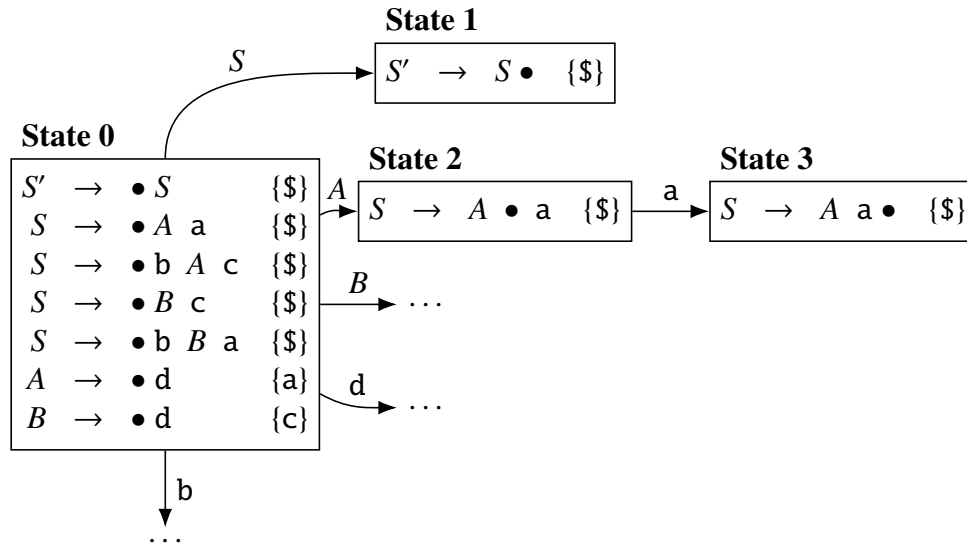 State 1
S′ → S • {$}
S
State 0
S′ → • S {$}
S → • A a {$}
S → • b A c {$}
S → • B c {$}
S → • b B a {$}
A → • d {a}
B → • d {c}
A
State 2
S → A • a {$}
a
State 3
S → A a • {$}
B
· · ·
d
· · ·
b
· · ·